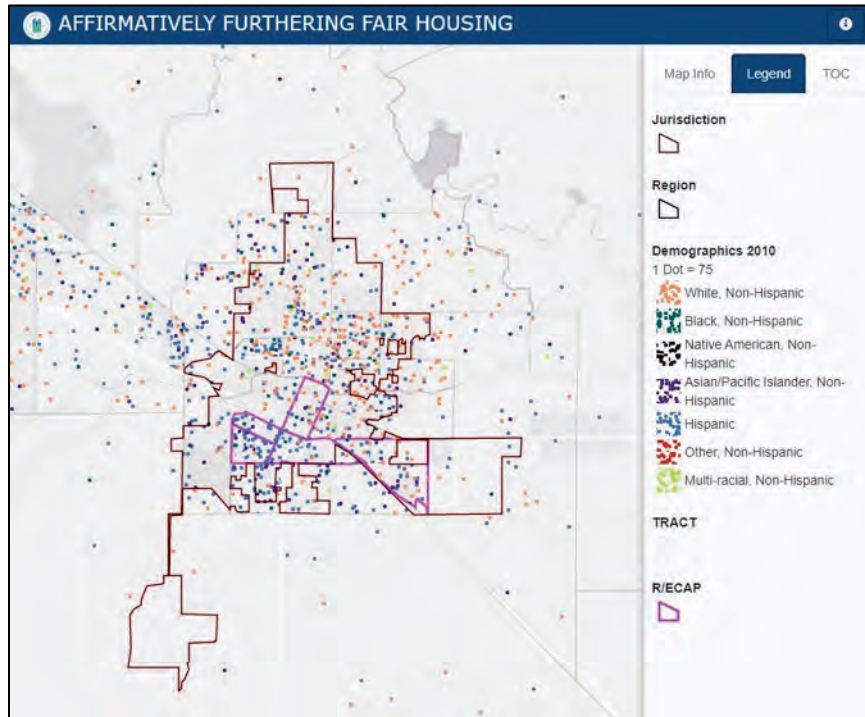 AFFIRMATIVELY FURTHERING FAIR HOUSING
Map Info Legend TOC
Jurisdiction
Region
Demographics 2010
1 Dot = 75
White, Non-Hispanic
Black, Non-Hispanic
Native American, Non-
Hispanic
Asian/Pacific Islander, Non-
Hispanic
Hispanic
Other, Non-Hispanic
Multi-racial, Non-Hispanic
TRACT
R/ECAP